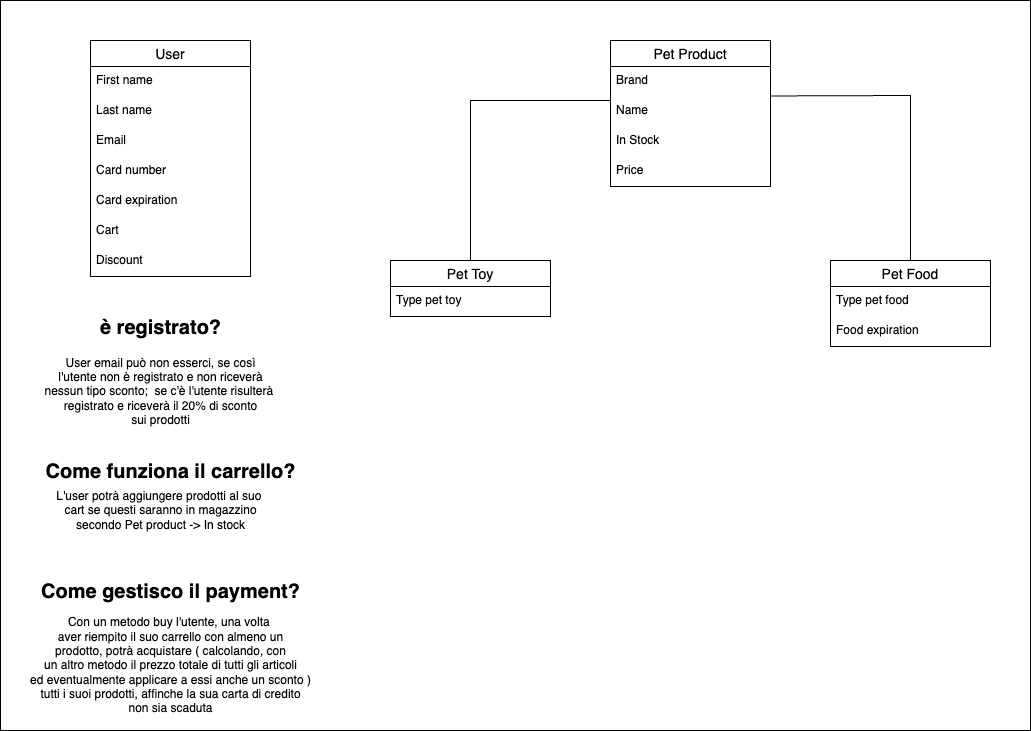 User
First name
Last name
Email
Card number
Card expiration
Cart
Discount
Pet Product
Brand
Name
In Stock
Price
Pet Toy
Type pet toy
Pet Food
Type pet food
Food expiration
è registrato?
User email può non esserci, se così
l'utente non è registrato e non riceverà
nessun tipo sconto;  se c'è l'utente risulterà
registrato e riceverà il 20% di sconto
sui prodotti
Come funziona il carrello?
L'user potrà aggiungere prodotti al suo
cart se questi saranno in magazzino
secondo Pet product -> In stock
Come gestisco il payment?
Con un metodo buy l'utente, una volta
aver riempito il suo carrello con almeno un
prodotto, potrà acquistare ( calcolando, con
un altro metodo il prezzo totale di tutti gli articoli
ed eventualmente applicare a essi anche un sconto )
tutti i suoi prodotti, affinche la sua carta di credito
non sia scaduta